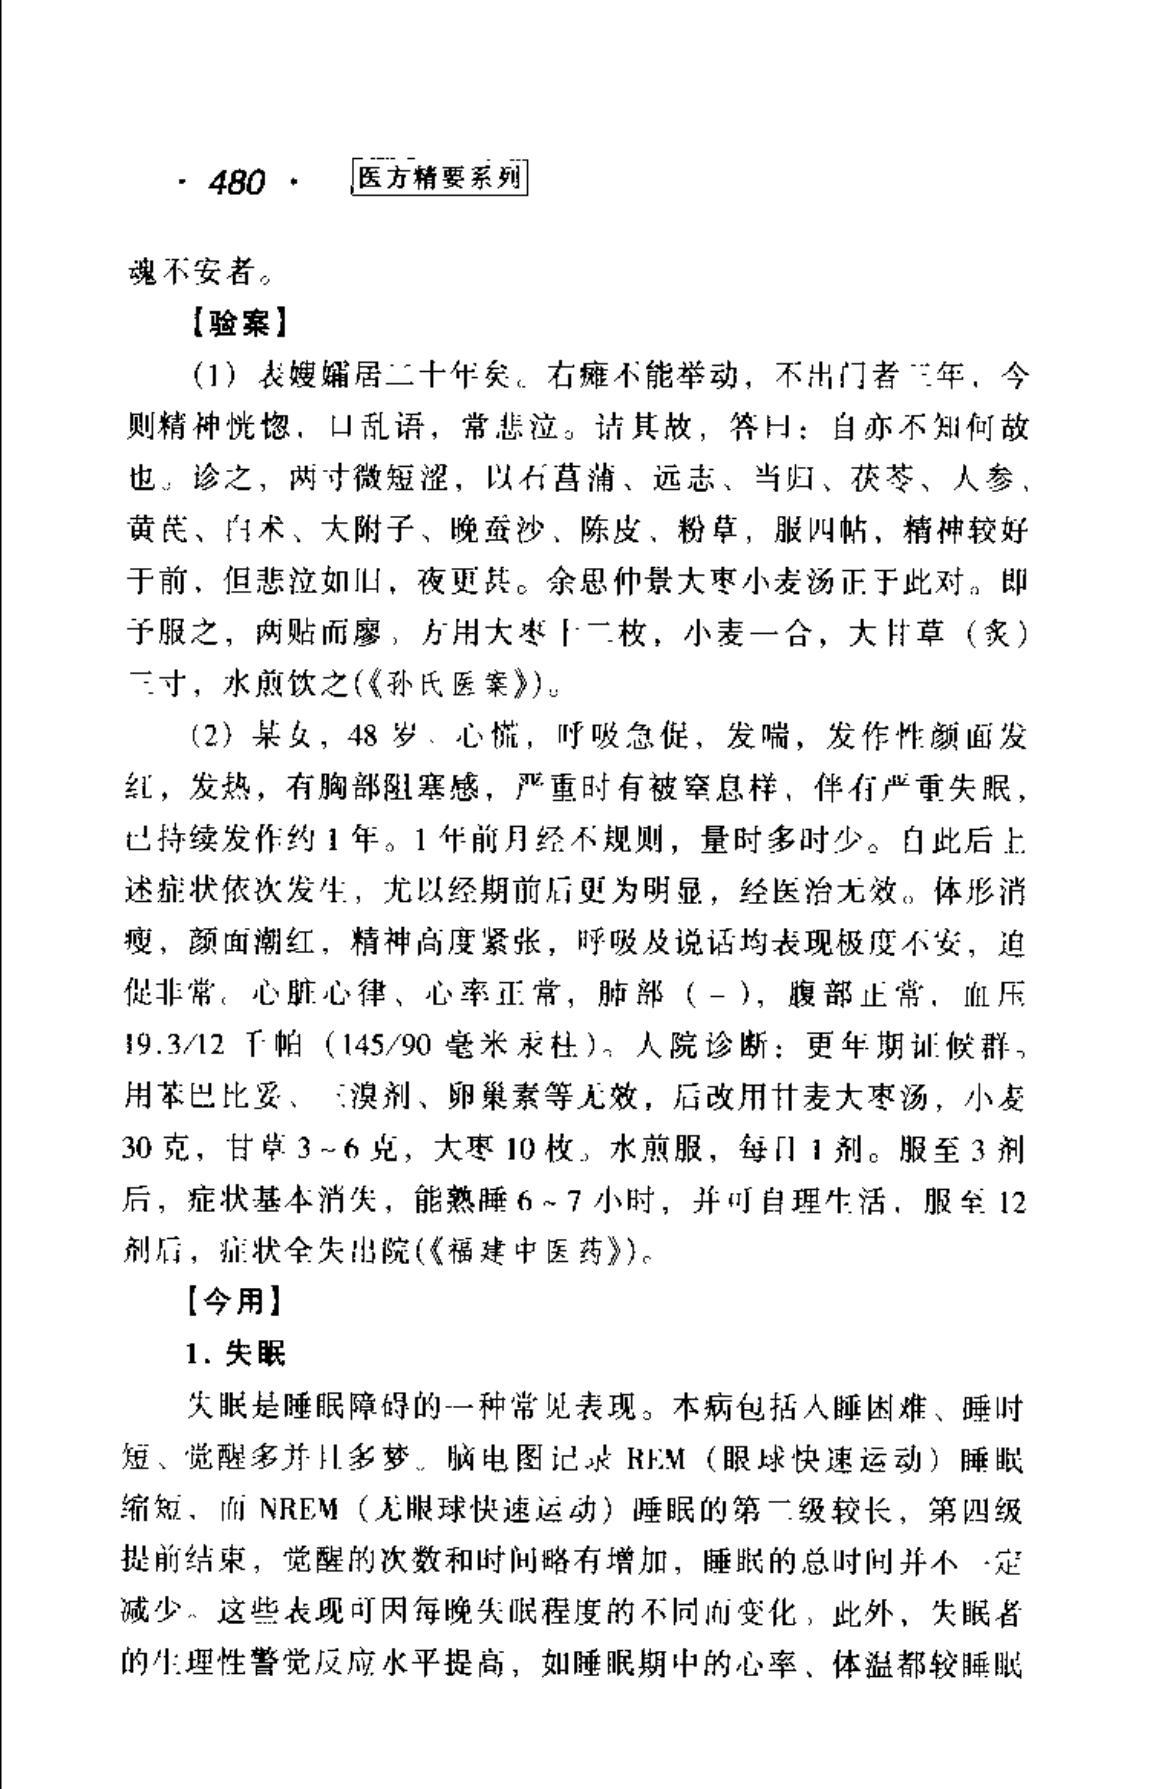 · 480 · 医方精要系列
魂不安者。
【验案】
(1) 表嫂孀居二十年矣。右瘫不能举动，不出门者三年，今
则精神恍惚，口乱语，常悲泣。诘其故，答曰：自亦不知何故
也。诊之，两寸微短涩，以石菖蒲、远志、当归、茯苓、人参、
黄芪、白术、大附子、晚蚕沙、陈皮、粉草，服四帖，精神较好
于前，但悲泣如旧，夜更甚。余思仲景大枣小麦汤正于此对。即
予服之，两贴而廖。方用大枣十二枚，小麦一合，大甘草（炙）
三寸，水煎饮之(《孙氏医案》)。
(2) 某女，48 岁、心慌，呼吸急促，发喘，发作性颜面发
红，发热，有胸部阻塞感，严重时有被窒息样，伴有严重失眠，
已持续发作约 1 年。1 年前月经不规则，量时多时少。自此后上
述症状依次发生，尤以经期前后更为明显，经医治无效。体形消
瘦，颜面潮红，精神高度紧张，呼吸及说话均表现极度不安，迫
促非常。心脏心律、心率正常，肺部（－），腹部正常，血压
19.3/12 千帕（145/90 毫米汞柱）。人院诊断：更年期证候群。
用苯巴比妥、三溴剂、卵巢素等无效，后改用甘麦大枣汤，小麦
30 克，甘草 3~6 克，大枣 10 枚。水煎服，每日 1 剂。服至 3 剂
后，症状基本消失，能熟睡 6~7 小时，并可自理生活，服至 12
剂后，症状全失出院(《福建中医药》)。
【今用】
1. 失眠
失眠是睡眠障碍的一种常见表现。本病包括入睡困难、睡时
短、觉醒多并且多梦。脑电图记录 REM（眼球快速运动）睡眠
缩短，而 NREM（无眼球快速运动）睡眠的第二级较长，第四级
提前结束，觉醒的次数和时间略有增加，睡眠的总时间并不一定
减少。这些表现可因每晚失眠程度的不同而变化。此外，失眠者
的生理性警觉反应水平提高，如睡眠期中的心率、体温都较睡眠